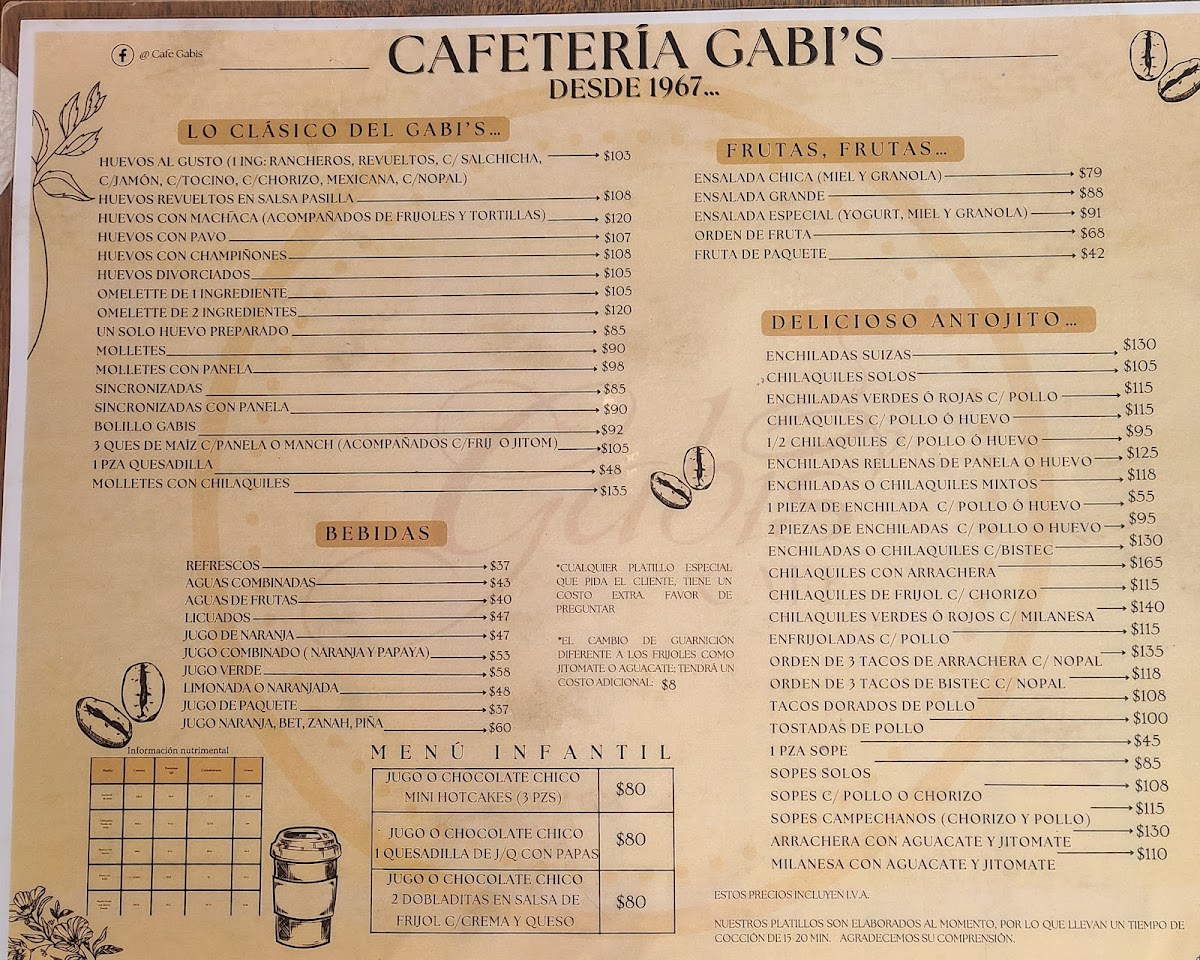 @ Cafe Gabis
CAFETERÍA GABI'S
DESDE 1967...
LO CLÁSICO DEL GABI'S...
HUEVOS AL GUSTO (1 ING: RANCHEROS, REVUELTOS, C/ SALCHICHA, $103
C/JAMÓN, C/TOCINO, C/CHORIZO, MEXICANA, C/NOPAL)
HUEVOS REVUELTOS EN SALSA PASILLA $108
HUEVOS CON MACHACA (ACOMPAÑADOS DE FRIJOLES Y TORTILLAS) $120
HUEVOS CON PAVO $107
HUEVOS CON CHAMPIÑONES $108
HUEVOS DIVORCIADOS $105
OMELETTE DE 1 INGREDIENTE $105
OMELETTE DE 2 INGREDIENTES $120
UN SOLO HUEVO PREPARADO $85
MOLLETES $90
MOLLETES CON PANELA $98
SINCRONIZADAS $85
SINCRONIZADAS CON PANELA $90
BOLILLO GABIS $92
3 QUES DE MAÍZ C/PANELA O MANCH (ACOMPAÑADOS C/FRIJ O JITOM) $105
1 PZA QUESADILLA $48
MOLLETES CON CHILAQUILES $135
BEBIDAS
REFRESCOS $37
AGUAS COMBINADAS $43
AGUAS DE FRUTAS $40
LICUADOS $47
JUGO DE NARANJA $47
JUGO COMBINADO ( NARANJA Y PAPAYA) $53
JUGO VERDE $58
LIMONADA O NARANJADA $48
JUGO DE PAQUETE $37
JUGO NARANJA, BET, ZANAH, PIÑA $60
*CUALQUIER PLATILLO ESPECIAL
QUE PIDA EL CLIENTE, TIENE UN
COSTO EXTRA. FAVOR DE
PREGUNTAR
*EL CAMBIO DE GUARNICIÓN
DIFERENTE A LOS FRIJOLES COMO
JITOMATE O AGUACATE; TENDRÁ UN
COSTO ADICIONAL: $8
Información nutrimental
MENÚ INFANTIL
JUGO O CHOCOLATE CHICO
MINI HOTCAKES (3 PZS) $80
JUGO O CHOCOLATE CHICO
1 QUESADILLA DE J/Q CON PAPAS $80
JUGO O CHOCOLATE CHICO
2 DOBLADITAS EN SALSA DE $80
FRIJOL C/CREMA Y QUESO
FRUTAS, FRUTAS...
ENSALADA CHICA (MIEL Y GRANOLA) $79
ENSALADA GRANDE $88
ENSALADA ESPECIAL (YOGURT, MIEL Y GRANOLA) $91
ORDEN DE FRUTA $68
FRUTA DE PAQUETE $42
DELICIOSO ANTOJITO...
ENCHILADAS SUIZAS $130
CHILAQUILES SOLOS $105
ENCHILADAS VERDES Ó ROJAS C/ POLLO $115
CHILAQUILES C/ POLLO Ó HUEVO $115
1/2 CHILAQUILES C/ POLLO Ó HUEVO $95
ENCHILADAS RELLENAS DE PANELA O HUEVO $125
ENCHILADAS O CHILAQUILES MIXTOS $118
1 PIEZA DE ENCHILADA C/ POLLO Ó HUEVO $55
2 PIEZAS DE ENCHILADAS C/ POLLO O HUEVO $95
ENCHILADAS O CHILAQUILES C/BISTEC $130
CHILAQUILES CON ARRACHERA $165
CHILAQUILES DE FRIJOL C/ CHORIZO $115
CHILAQUILES VERDES Ó ROJOS C/ MILANESA $140
ENFRIJOLADAS C/ POLLO $115
ORDEN DE 3 TACOS DE ARRACHERA C/ NOPAL $135
ORDEN DE 3 TACOS DE BISTEC C/ NOPAL $118
TACOS DORADOS DE POLLO $108
TOSTADAS DE POLLO $100
1 PZA SOPE $45
SOPES SOLOS $85
SOPES C/ POLLO O CHORIZO $108
SOPES CAMPECHANOS (CHORIZO Y POLLO) $115
ARRACHERA CON AGUACATE Y JITOMATE $130
MILANESA CON AGUACATE Y JITOMATE $110
ESTOS PRECIOS INCLUYEN I.V.A.
NUESTROS PLATILLOS SON ELABORADOS AL MOMENTO, POR LO QUE LLEVAN UN TIEMPO DE
COCCIÓN DE 15-20 MIN. AGRADECEMOS SU COMPRENSIÓN.